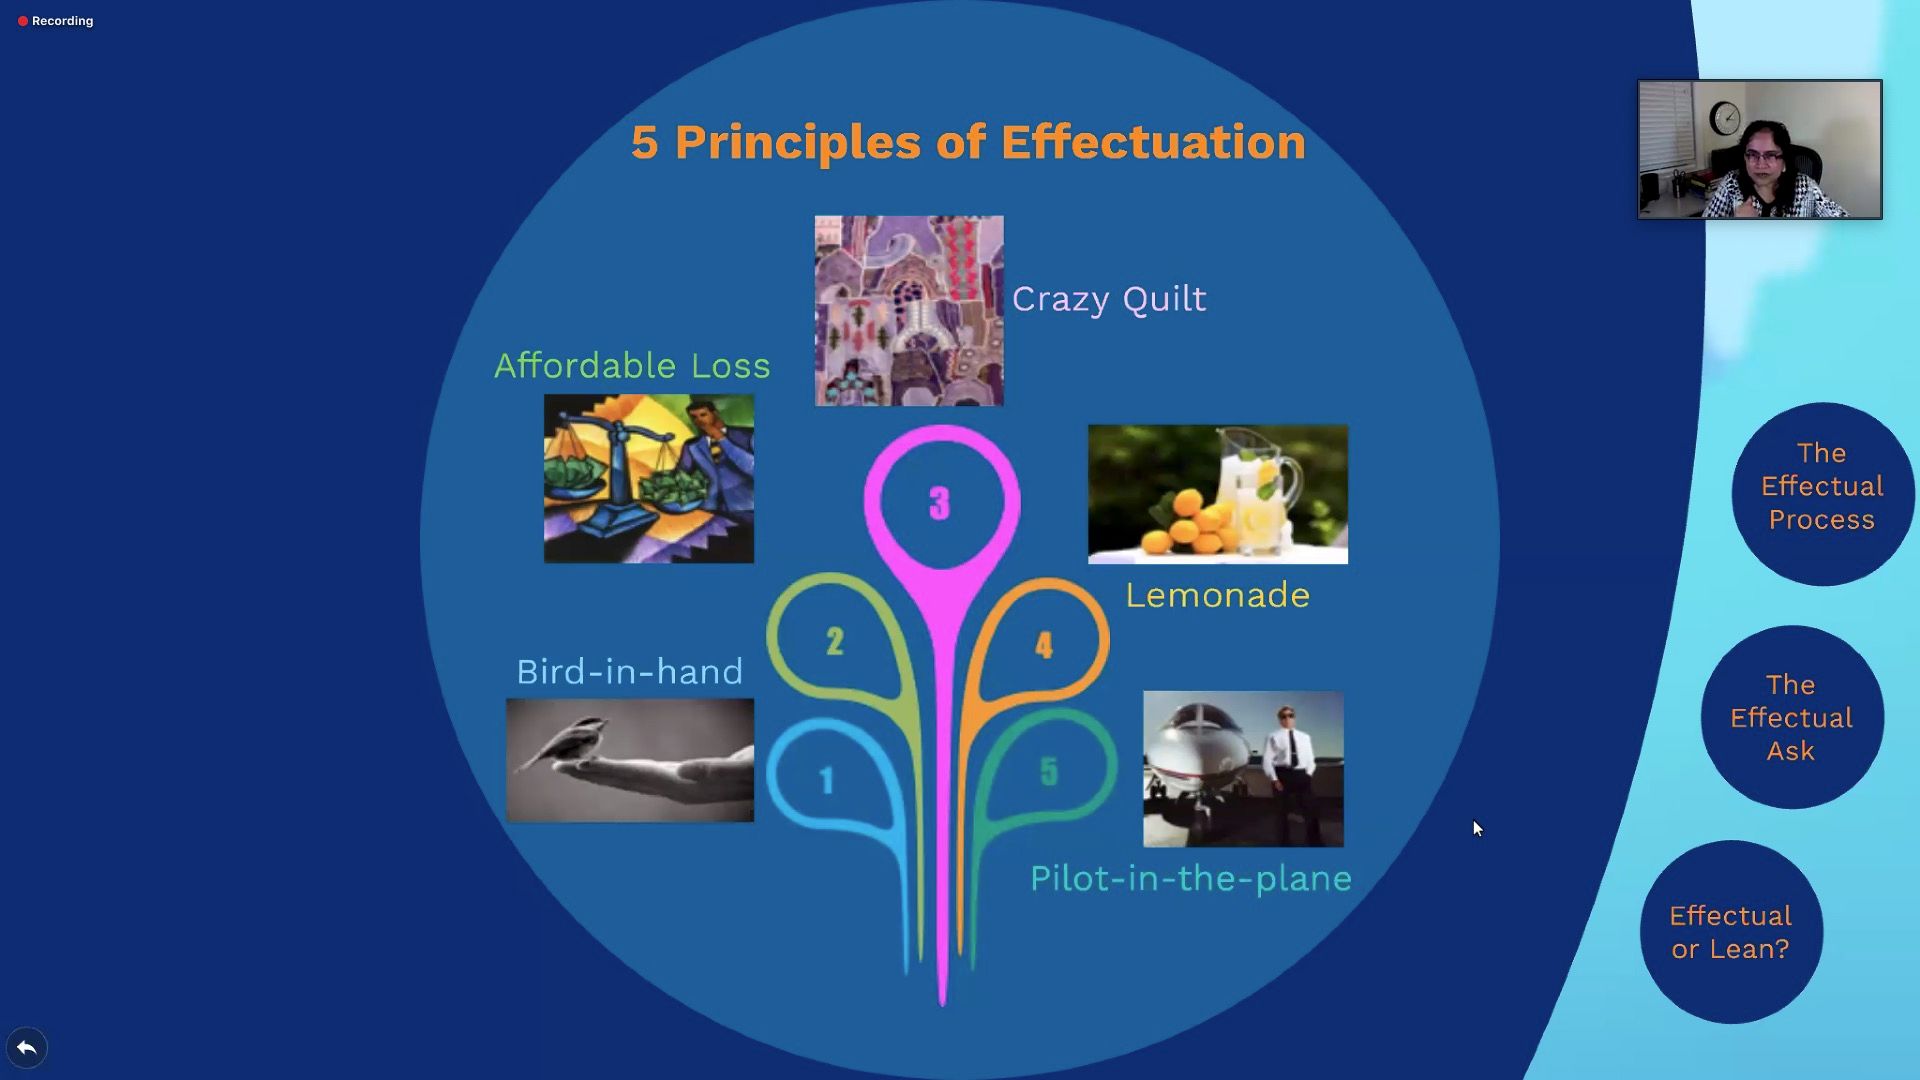 Recording
5 Principles of Effectuation
Crazy Quilt
Affordable Loss
3
Lemonade
2
4
Bird-in-hand
1
5
Pilot-in-the-plane
The
Effectual
Process
The
Effectual
Ask
Effectual
or Lean?